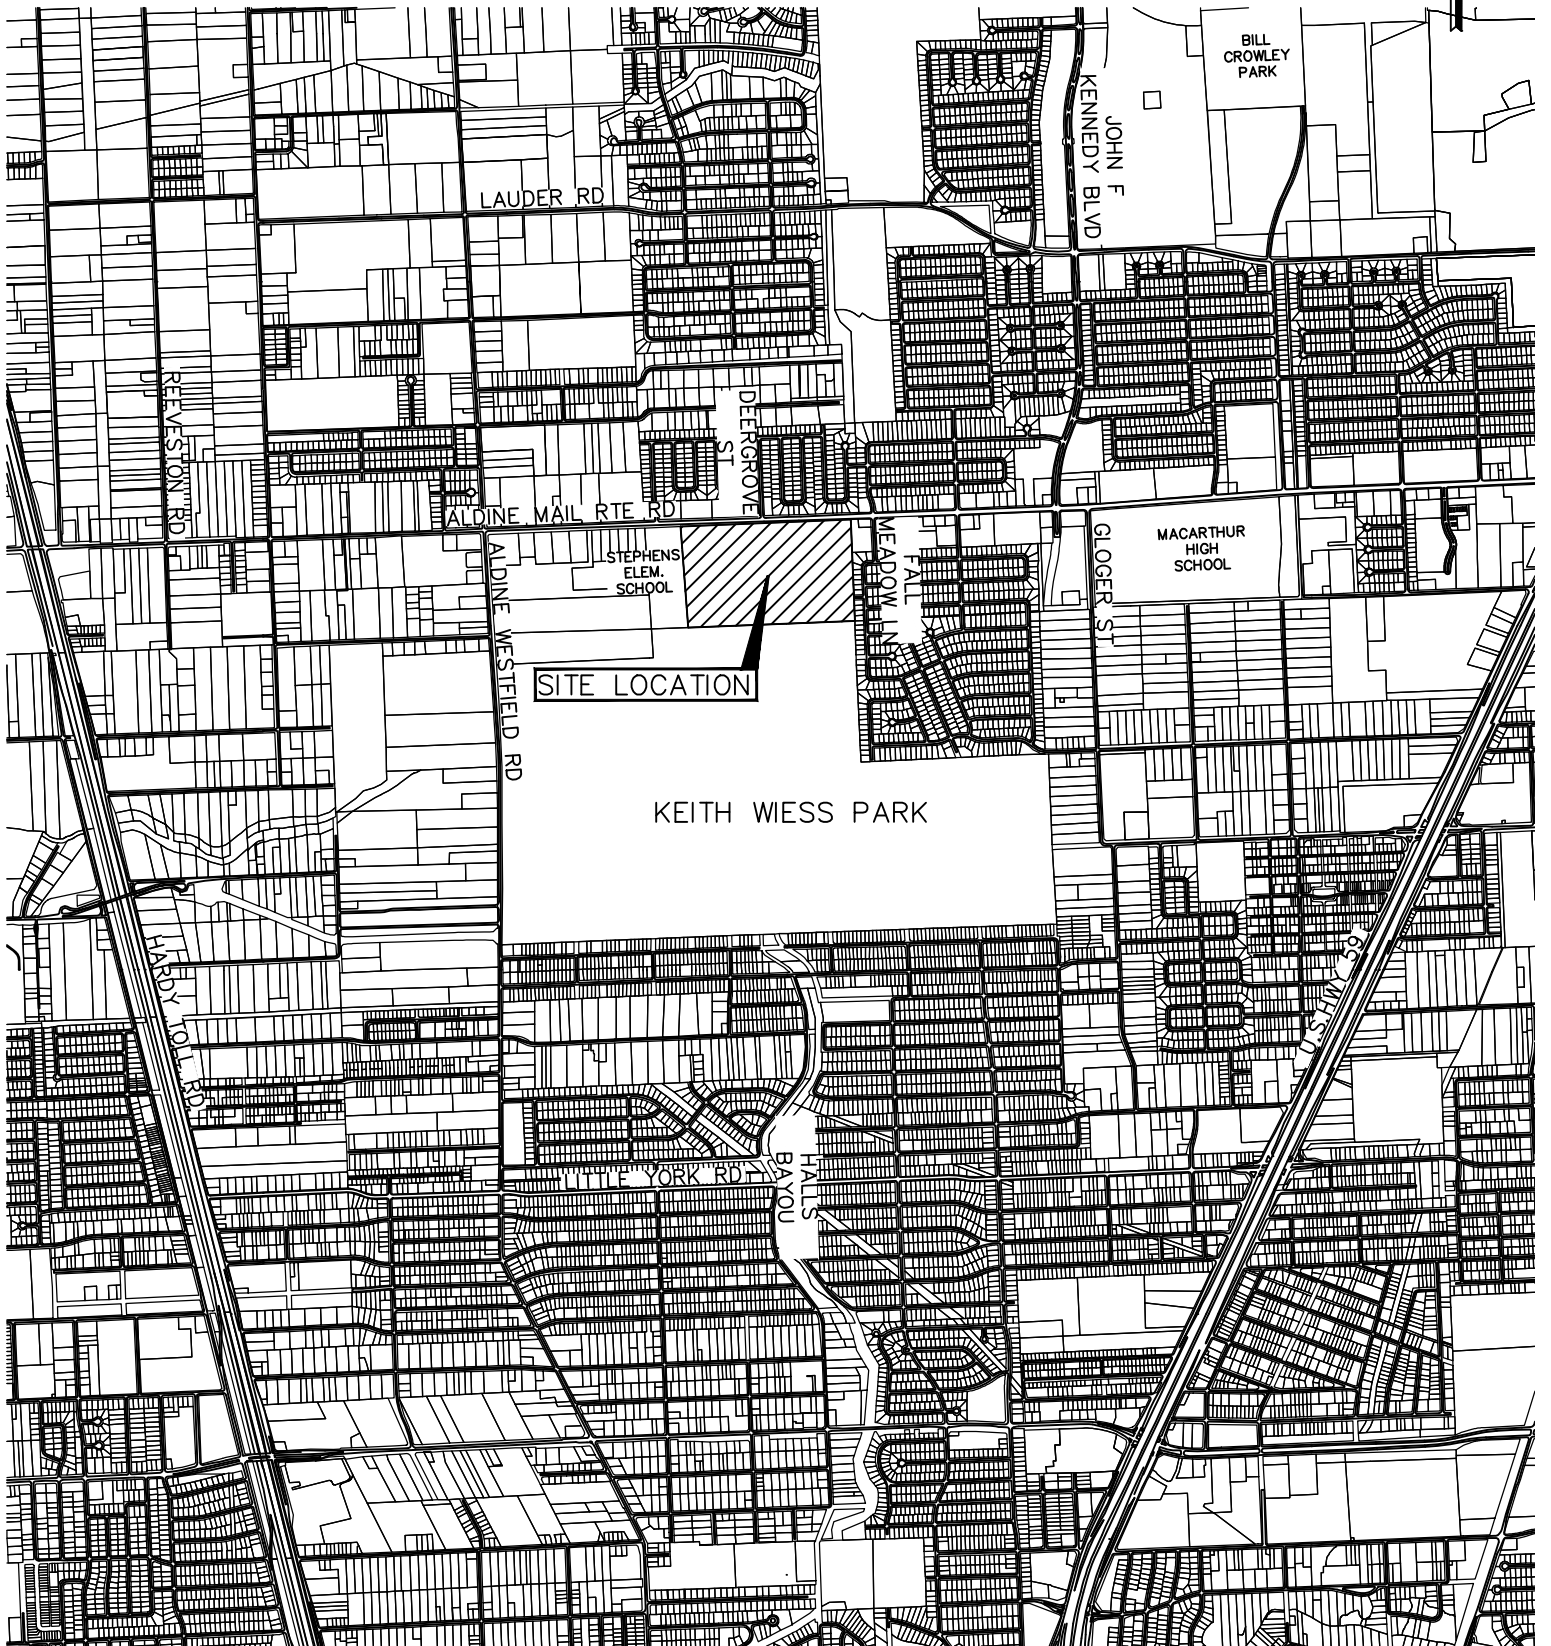 BILL
CROWLEY
PARK
JOHN F
KENNEDY BLVD
LAUDER RD
REEVESTON RD
DEERGROVE
ST
ALDINE MAIL RTE RD
STEPHENS
ELEM.
SCHOOL
FALL
MEADOW LN
GLOGER ST
MACARTHUR
HIGH
SCHOOL
ALDINE WESTFIELD RD
SITE LOCATION
KEITH WIESS PARK
HARDY TOLL RD
U.S. HWY 59
LITTLE YORK RD
HALLS
BAYOU